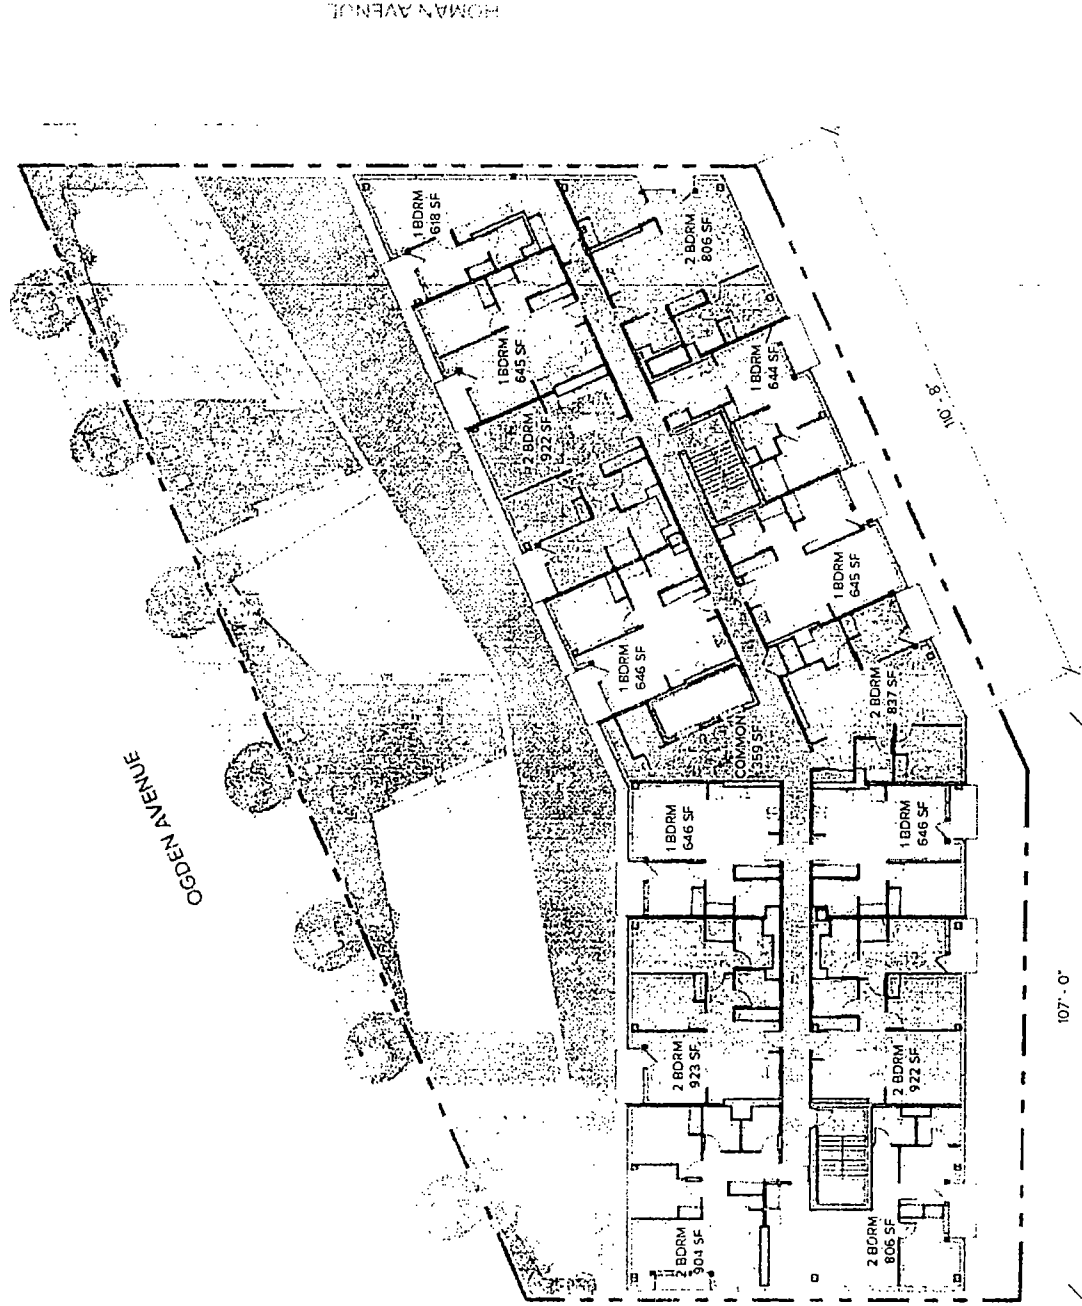 HOMAN AVENUE
1 BDRM
618 SF
2 BDRM
806 SF
1 BDRM
645 SF
1 BDRM
644 SF
2 BDRM
922 SF
110' - 8"
1 BDRM
645 SF
1 BDRM
646 SF
2 BDRM
837 SF
COMMON
359 SF
OGDEN AVENUE
1 BDRM
646 SF
1 BDRM
646 SF
2 BDRM
923 SF
2 BDRM
922 SF
107' - 0"
2 BDRM
904 SF
2 BDRM
806 SF